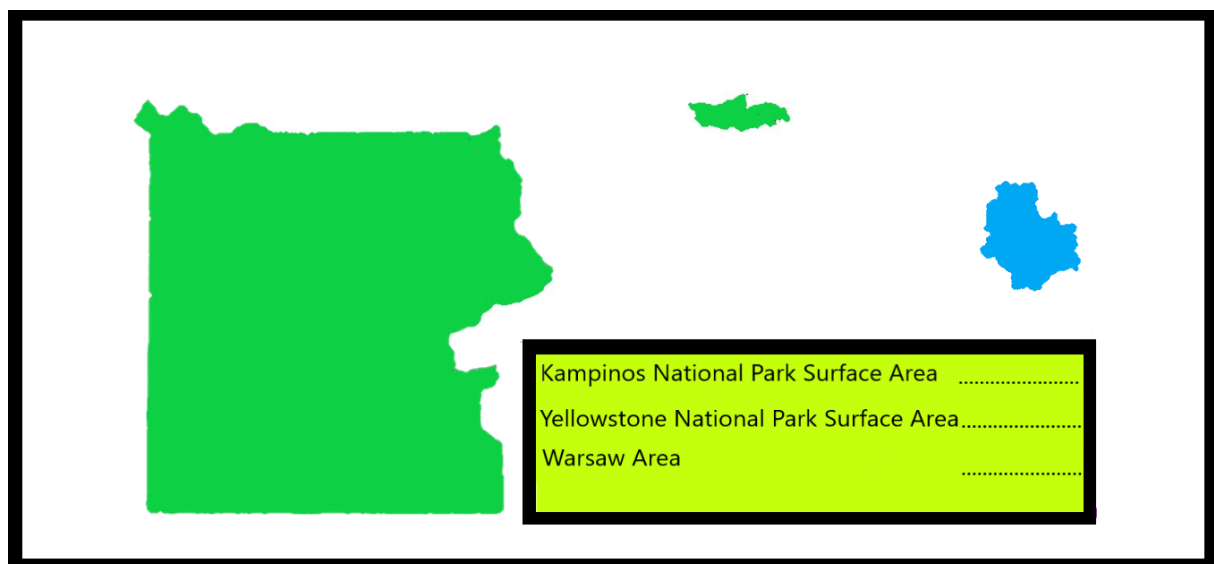 Kampinos National Park Surface Area ........................
Yellowstone National Park Surface Area........................
Warsaw Area ........................